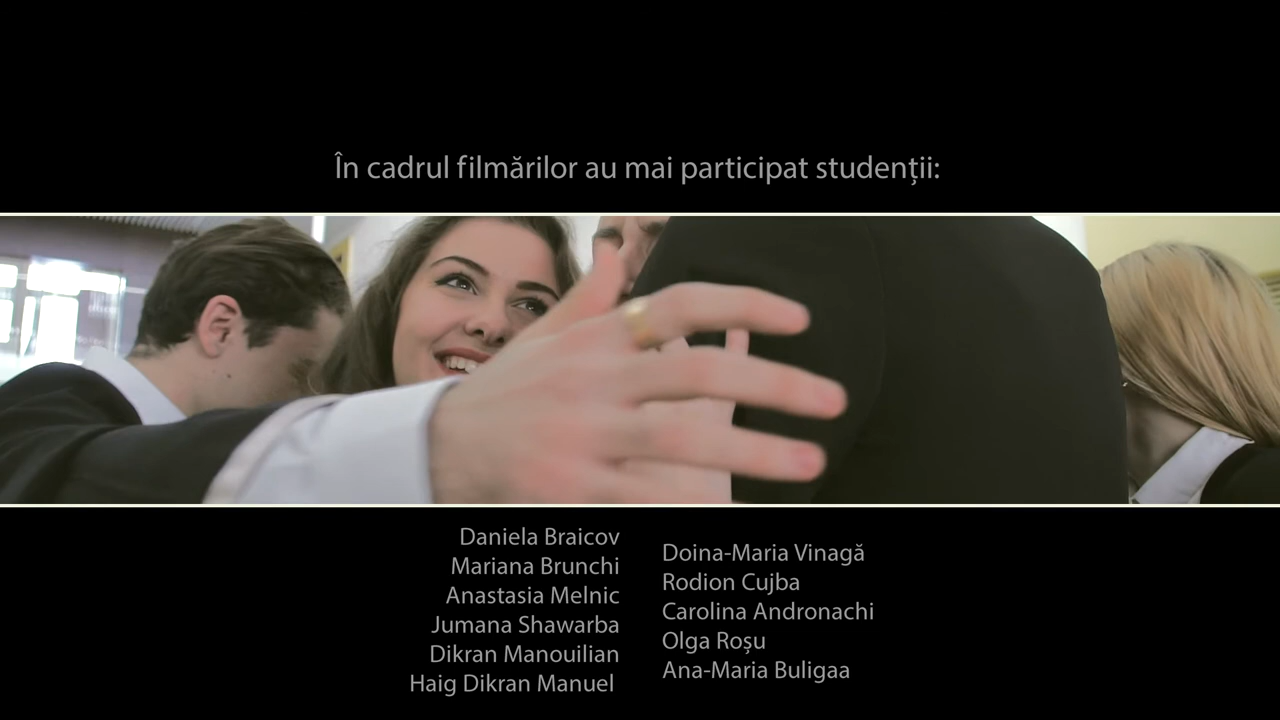 În cadrul filmărilor au mai participat studenții:
Daniela Braicov
Mariana Brunchi
Anastasia Melnic
Jumana Shawarba
Dikran Manouilian
Haig Dikran Manuel
Doina-Maria Vinagă
Rodion Cujba
Carolina Andronachi
Olga Roșu
Ana-Maria Buligaa